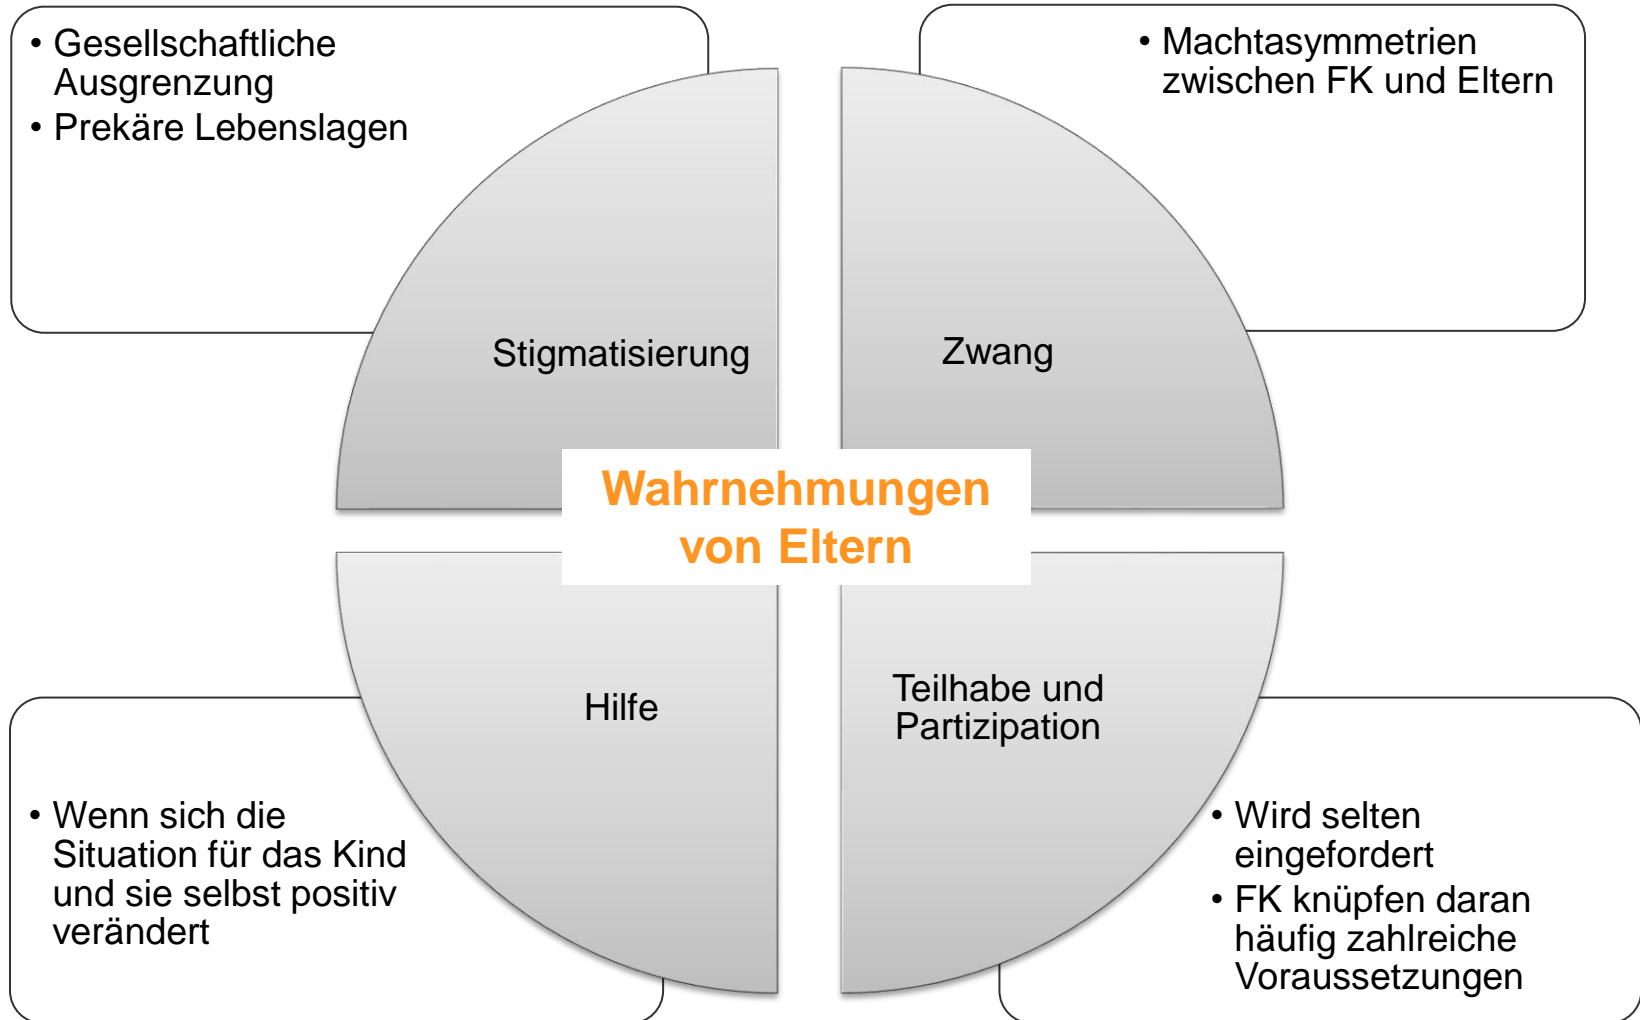 • Gesellschaftliche
Ausgrenzung
• Prekäre Lebenslagen
• Machtasymmetrien
zwischen FK und Eltern
Stigmatisierung
Zwang
Wahrnehmungen
von Eltern
Hilfe
Teilhabe und
Partizipation
• Wenn sich die
Situation für das Kind
und sie selbst positiv
verändert
• Wird selten
eingefordert
• FK knüpfen daran
häufig zahlreiche
Voraussetzungen